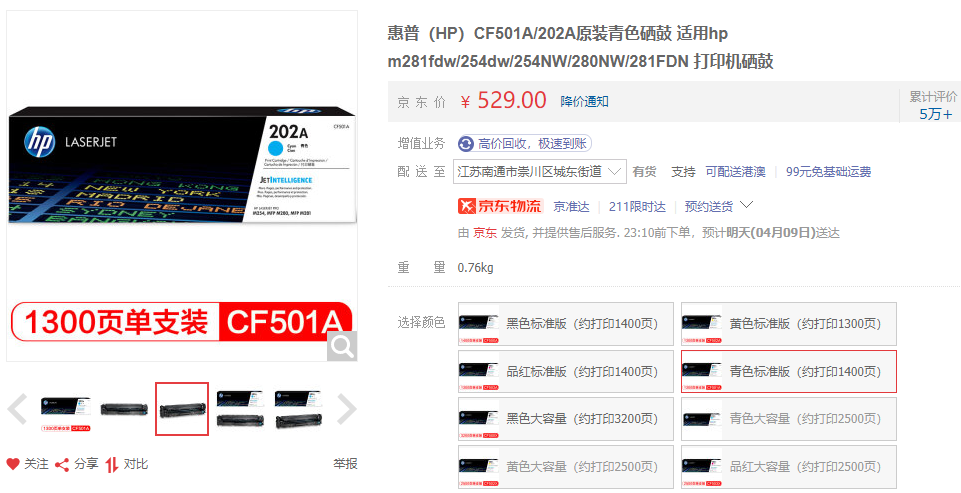 惠普（HP）CF501A/202A原装青色硒鼓 适用hp
m281fdw/254dw/254NW/280NW/281FDN 打印机硒鼓
京东价 ￥529.00 降价通知
累计评价
5万+
增值业务 高价回收，极速到账
配送至 江苏南通市崇川区城东街道 有货 支持 可配送港澳 99元免基础运费
京东物流 京准达 211限时达 预约送货
由 京东 发货, 并提供售后服务. 23:10前下单，预计明天(04月09日)送达
重量 0.76kg
选择颜色
黑色标准版（约打印1400页）
黄色标准版（约打印1300页）
品红标准版（约打印1400页）
青色标准版（约打印1400页）
黑色大容量（约打印3200页）
青色大容量（约打印2500页）
黄色大容量（约打印2500页）
品红大容量（约打印2500页）
hp LASERJET
202A
CF501A
Cyan 青色
JETINTELLIGENCE
M254, MFP M280, MFP M281
HONG KONG
NEW YORK
MADRID
RIO DE JANEIRO
SYDNEY
1300页单支装 CF501A
关注 分享 对比 举报